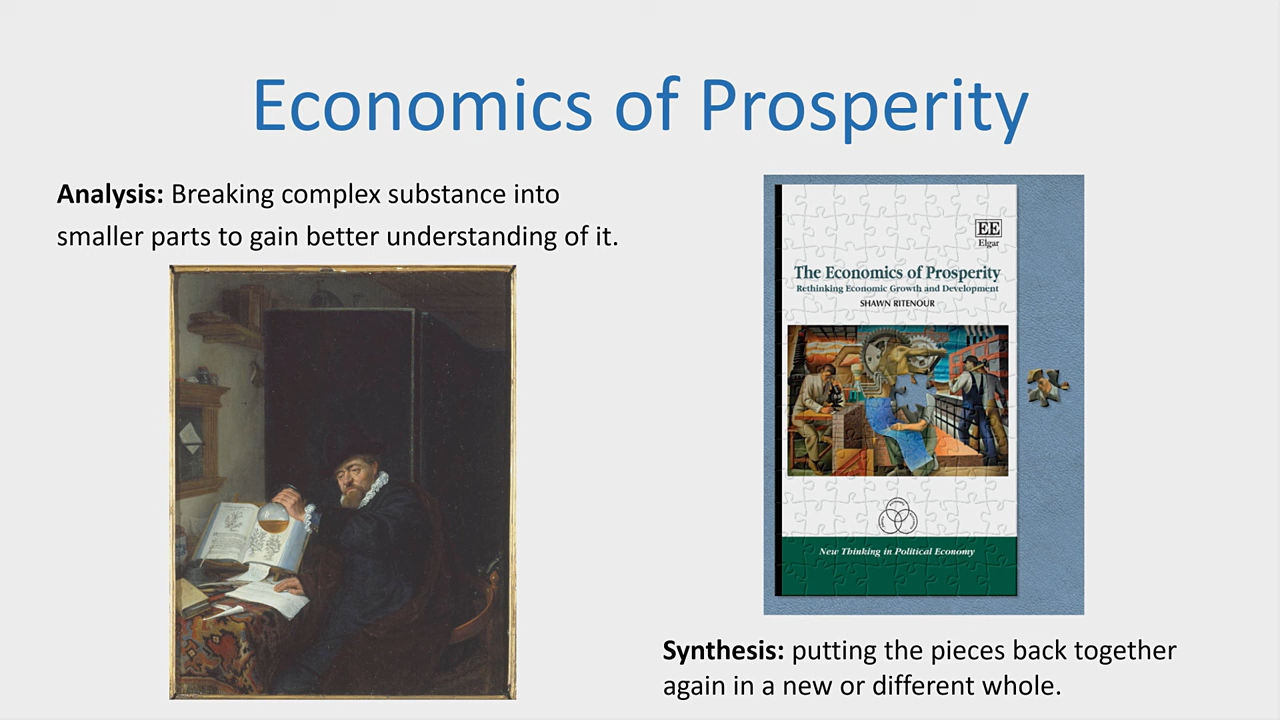 Economics of Prosperity
Analysis: Breaking complex substance into
smaller parts to gain better understanding of it.
EE
Elgar
The Economics of Prosperity
Rethinking Economic Growth and Development
SHAWN RITENOUR
New Thinking in Political Economy
Synthesis: putting the pieces back together
again in a new or different whole.